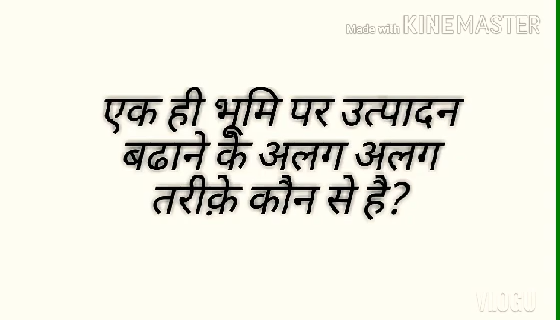 Made with KINEMASTER
एक ही भूमि पर उत्पादन
बढाने के अलग अलग
तरीक़े कौन से है?
VLOGU